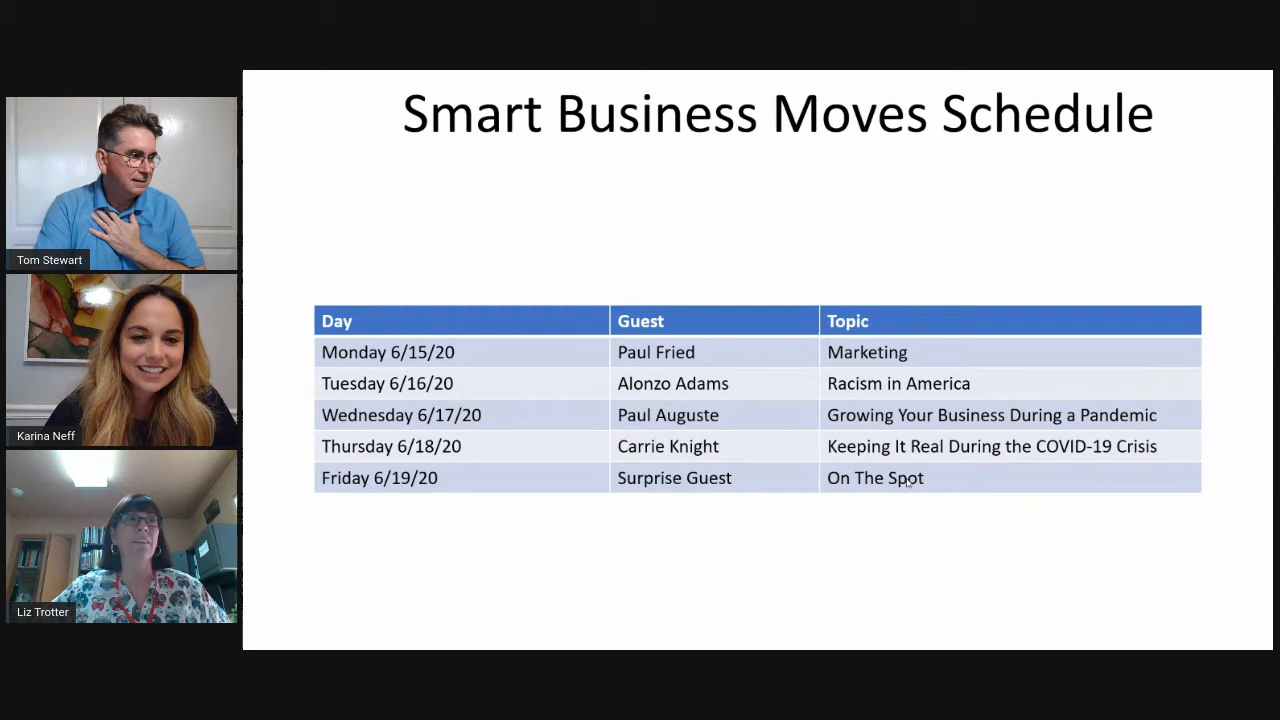 Smart Business Moves Schedule
Tom Stewart
Karina Neff
Liz Trotter
Day Guest Topic
Monday 6/15/20 Paul Fried Marketing
Tuesday 6/16/20 Alonzo Adams Racism in America
Wednesday 6/17/20 Paul Auguste Growing Your Business During a Pandemic
Thursday 6/18/20 Carrie Knight Keeping It Real During the COVID-19 Crisis
Friday 6/19/20 Surprise Guest On The Spot